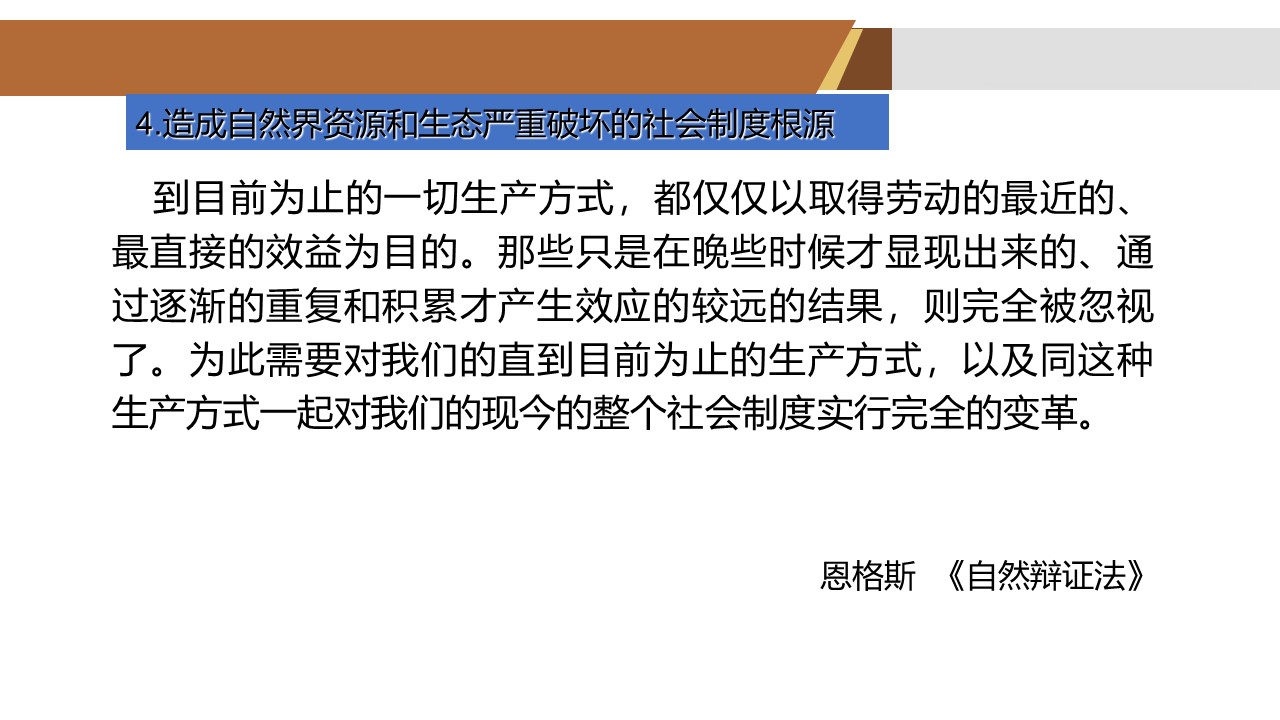 4.造成自然界资源和生态严重破坏的社会制度根源
到目前为止的一切生产方式，都仅仅以取得劳动的最近的、
最直接的效益为目的。那些只是在晚些时候才显现出来的、通
过逐渐的重复和积累才产生效应的较远的结果，则完全被忽视
了。为此需要对我们的直到目前为止的生产方式，以及同这种
生产方式一起对我们的现今的整个社会制度实行完全的变革。
恩格斯 《自然辩证法》